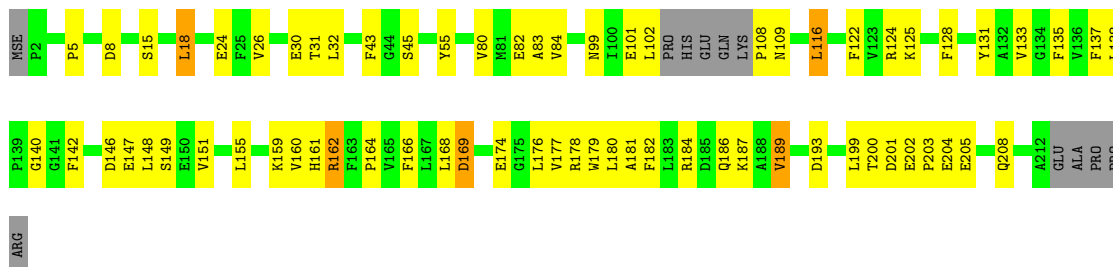 MSE P2 P5 D8 S15 L18 E24 F25 V26 E30 T31 L32 F43 G44 S45 Y55 V80 M81 E82 A83 V84 N99 I100 E101 L102 PRO HIS GLU GLN LYS P108 N109 L116 F122 V123 R124 K125 F128 Y131 A132 V133 G134 F135 V136 F137
P139 G140 G141 F142 D146 E147 L148 S149 E150 V151 L155 K159 V160 H161 R162 F163 P164 V165 F166 L167 L168 D169 E174 G175 L176 V177 R178 W179 L180 A181 F182 L183 R184 D185 Q186 K187 A188 V189 D193 L199 T200 D201 E202 P203 E204 E205 Q208 A212 GLU ALA PRO
ARG